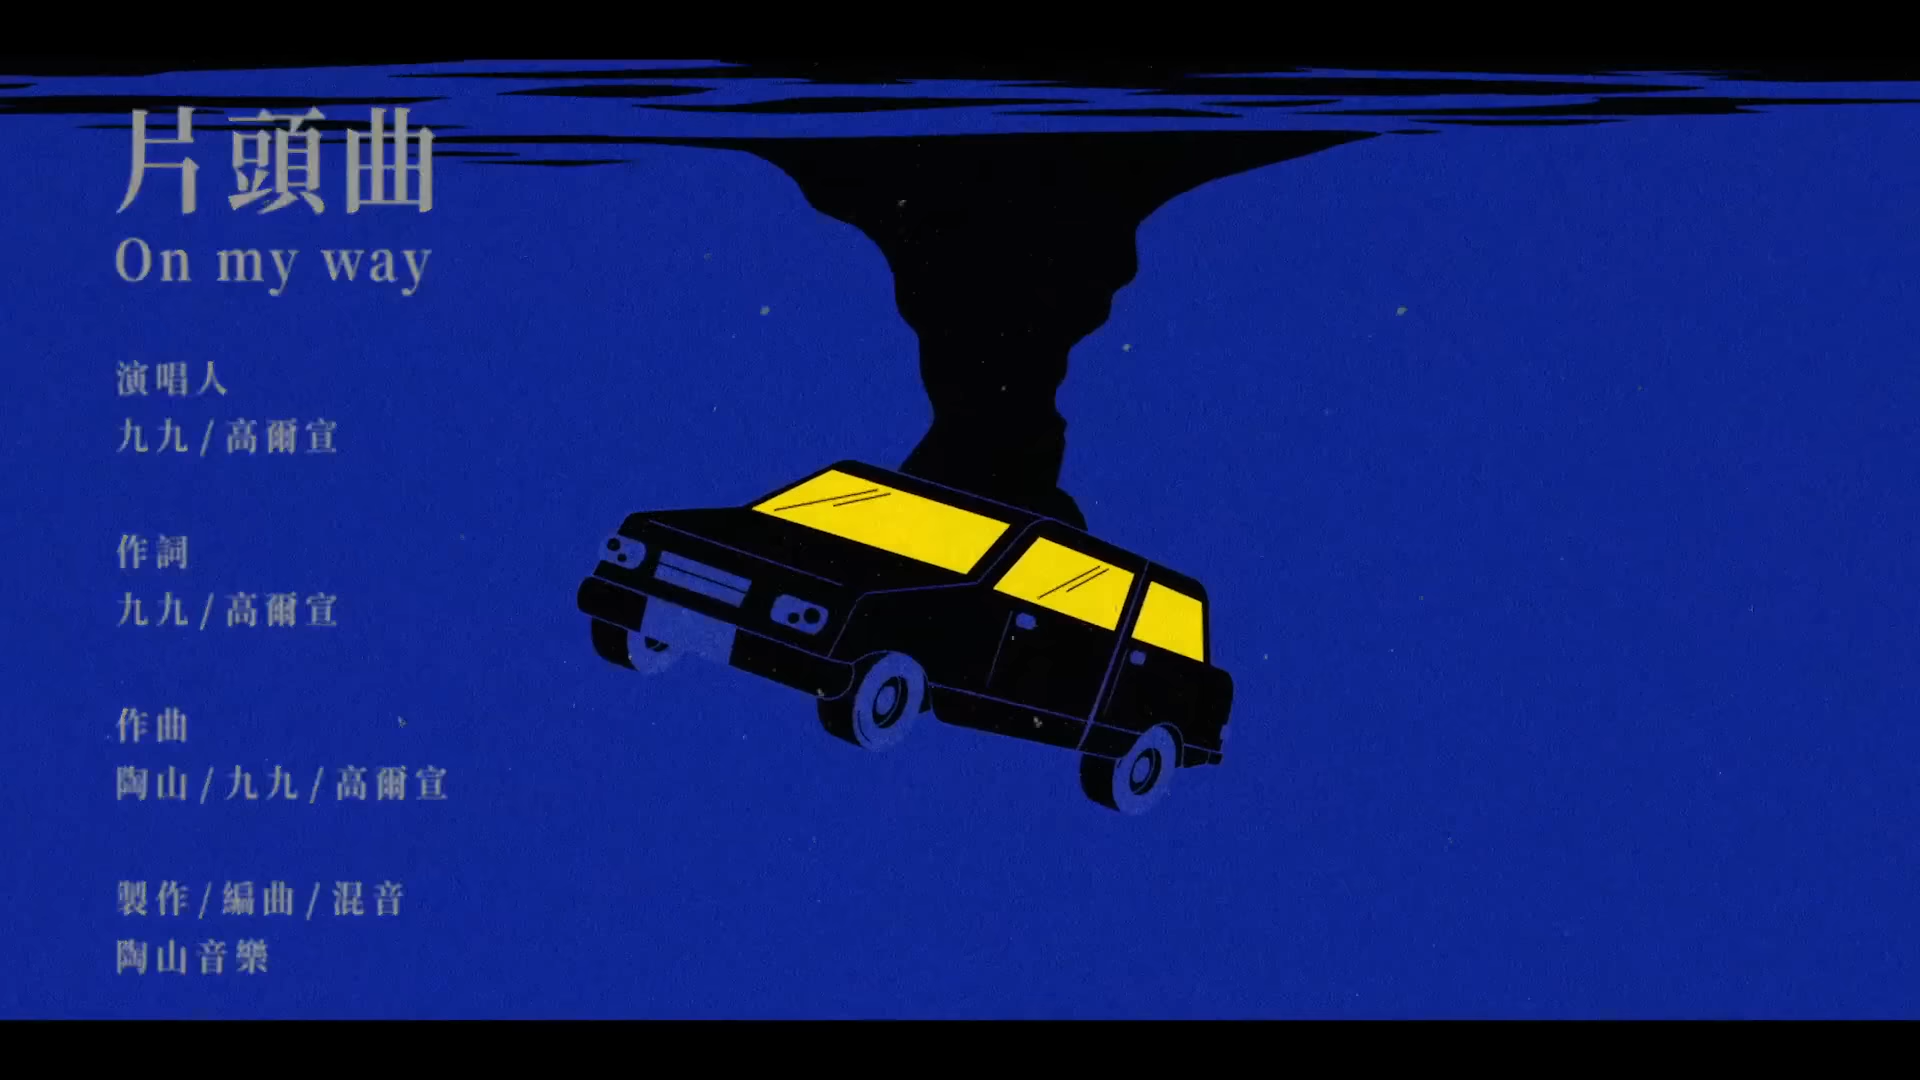 片頭曲
On my way
演唱人
九九/高爾宣
作詞
九九/高爾宣
作曲
陶山/九九/高爾宣
製作/編曲/混音
陶山音樂